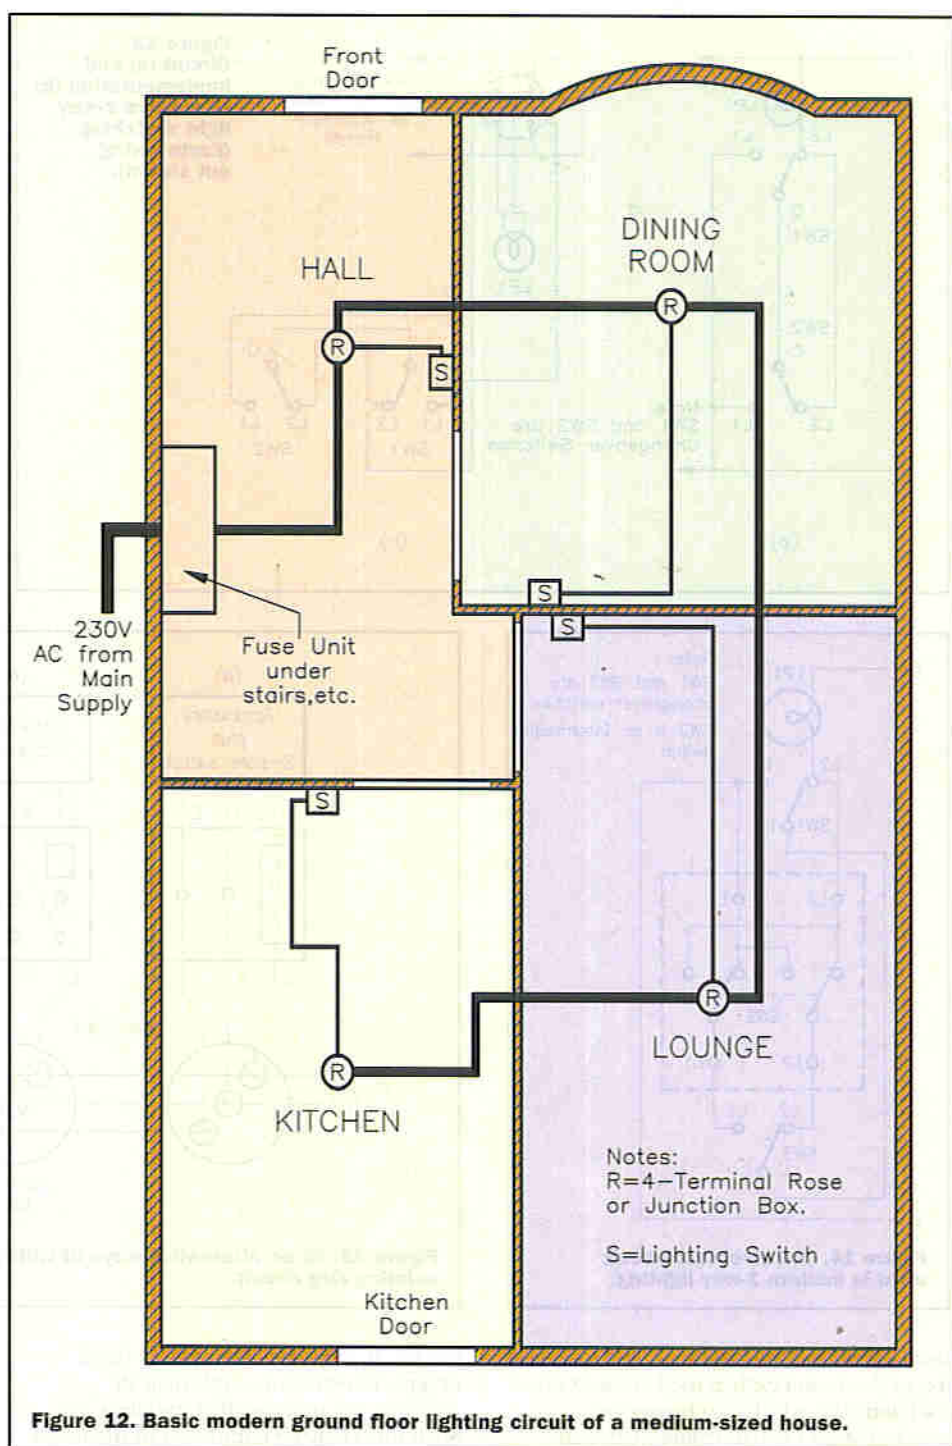 Front
Door
DINING
ROOM
HALL
R
R
S
S
S
230V
AC from
Main
Supply
Fuse Unit
under
stairs,etc.
S
R
LOUNGE
R
KITCHEN
Notes:
R=4-Terminal Rose
or Junction Box.
S=Lighting Switch
Kitchen
Door
Figure 12. Basic modern ground floor lighting circuit of a medium-sized house.